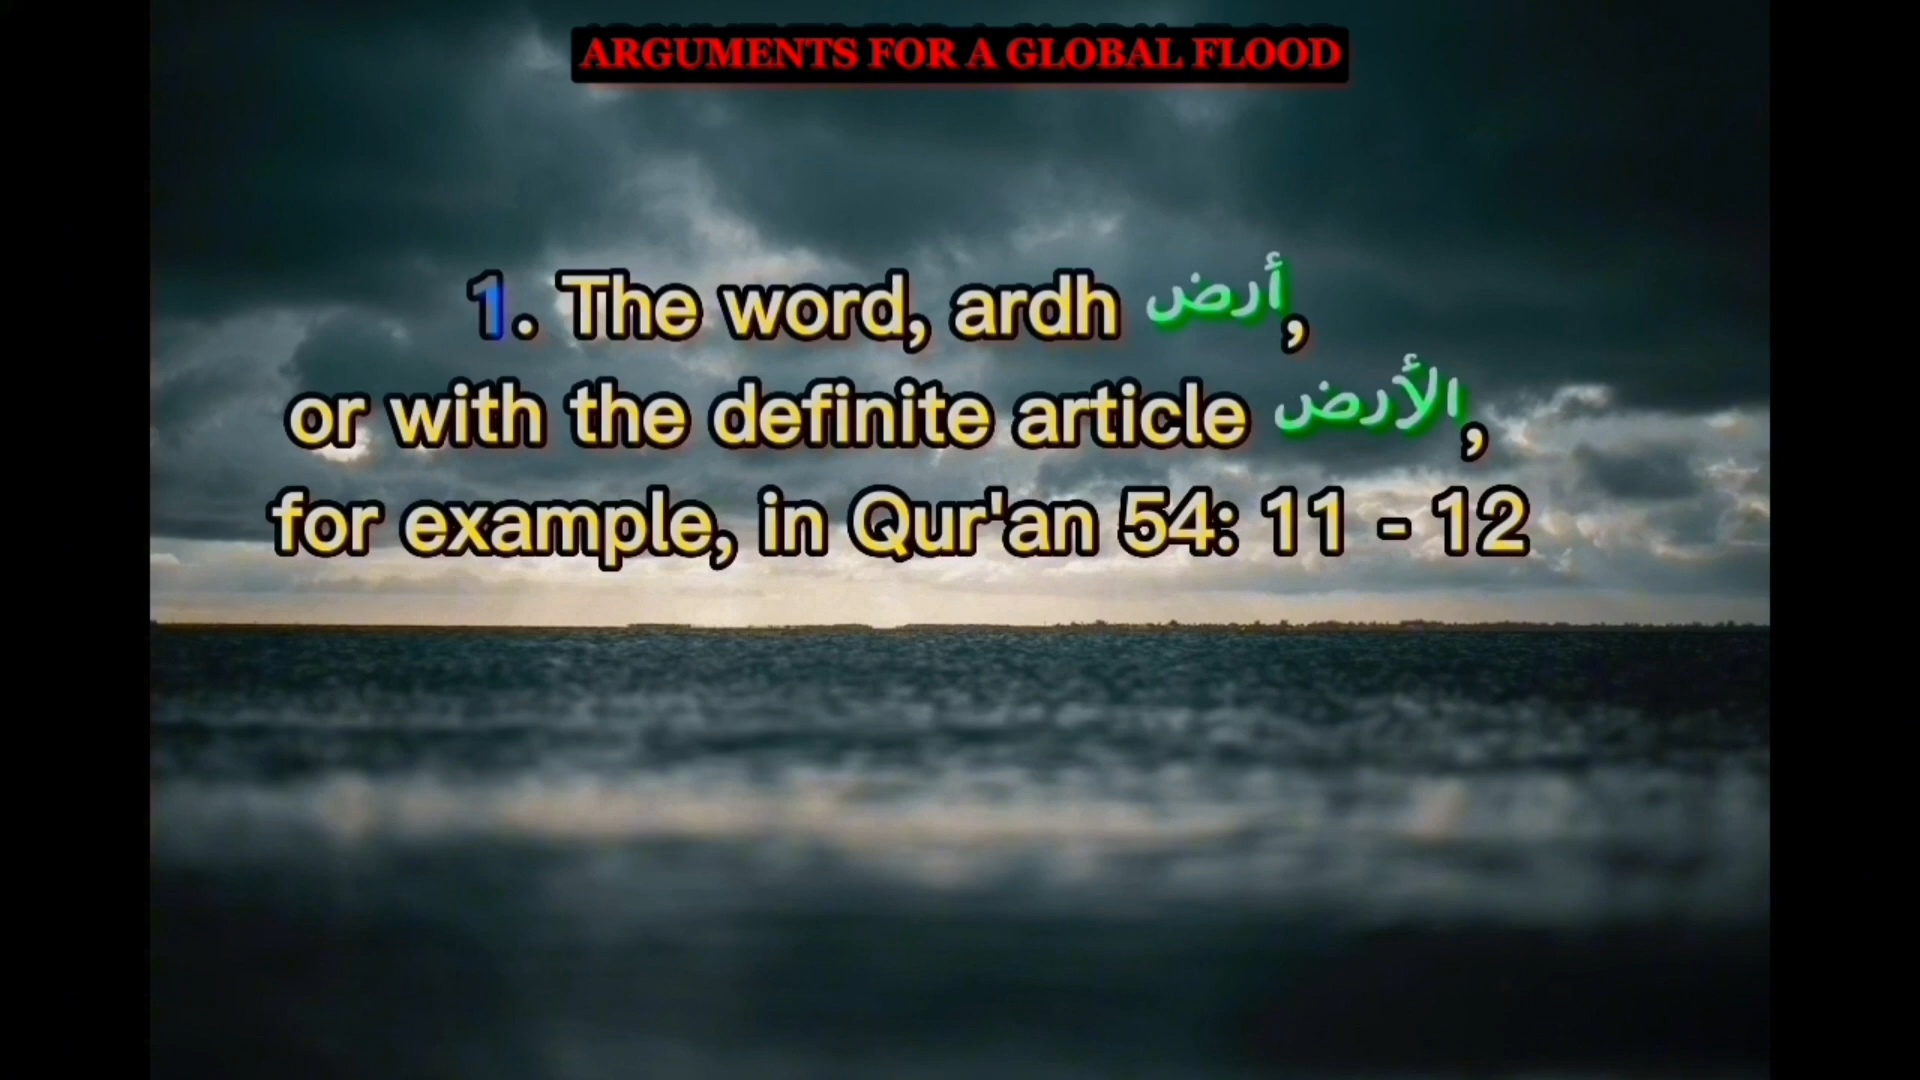 ARGUMENTS FOR A GLOBAL FLOOD
1. The word, ardh أرض,
or with the definite article الأرض,
for example, in Qur'an 54: 11 - 12